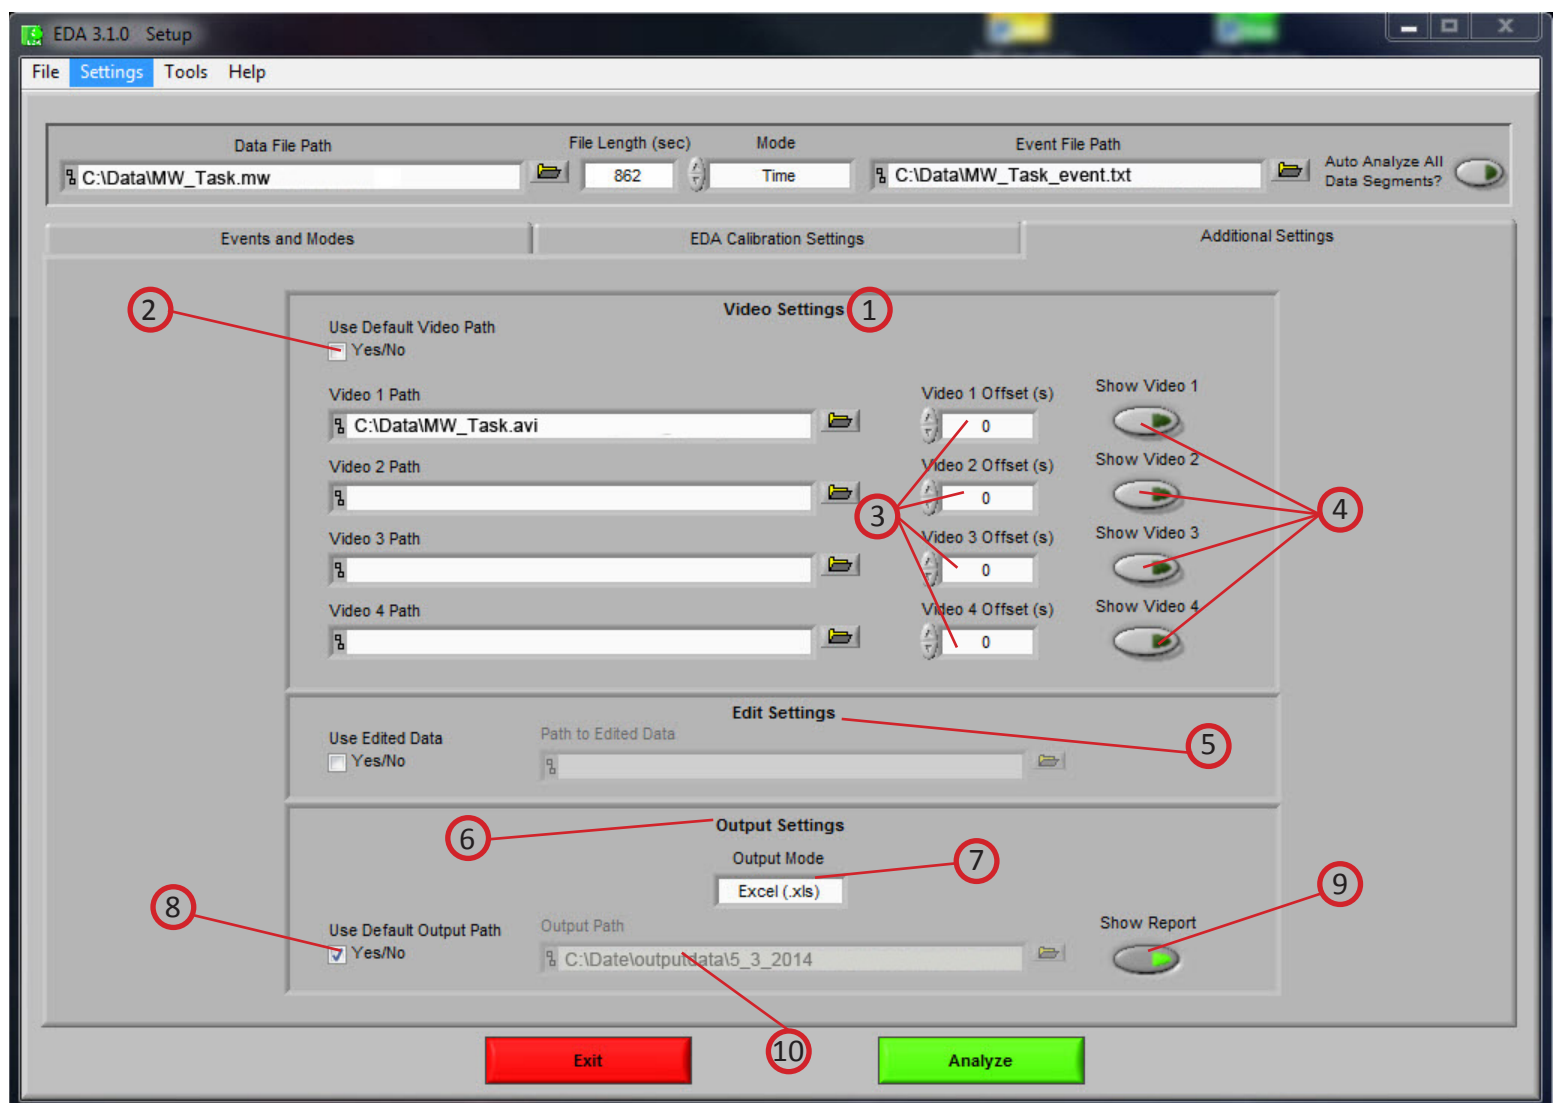 EDA 3.1.0 Setup
File Settings Tools Help
Data File Path File Length (sec) Mode Event File Path
C:\Data\MW_Task.mw 862 Time C:\Data\MW_Task_event.txt
Auto Analyze All
Data Segments?
Events and Modes EDA Calibration Settings Additional Settings
2
Video Settings 1
Use Default Video Path
Yes/No
Video 1 Path Video 1 Offset (s) Show Video 1
C:\Data\MW_Task.avi 0
Video 2 Path Video 2 Offset (s) Show Video 2
0
3 4
Video 3 Path Video 3 Offset (s) Show Video 3
0
Video 4 Path Video 4 Offset (s) Show Video 4
0
Edit Settings
5
Use Edited Data Path to Edited Data
Yes/No
6 Output Settings
Output Mode 7
Excel (.xls)
8 9
Use Default Output Path Output Path Show Report
Yes/No C:\Date\outputdata\5_3_2014
10
Exit Analyze